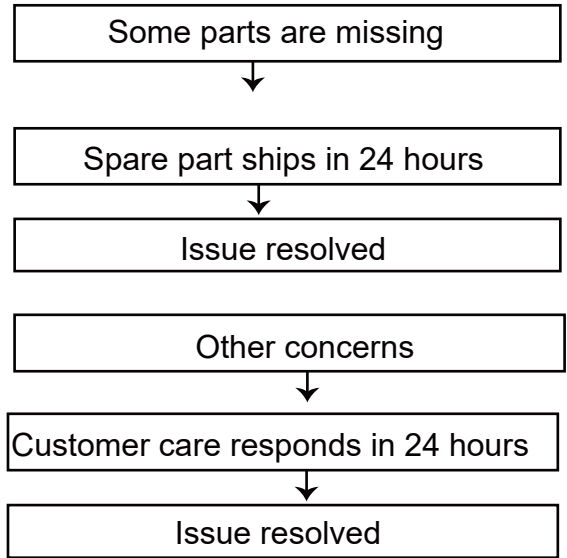 Some parts are missing
Spare part ships in 24 hours
Issue resolved
Other concerns
Customer care responds in 24 hours
Issue resolved